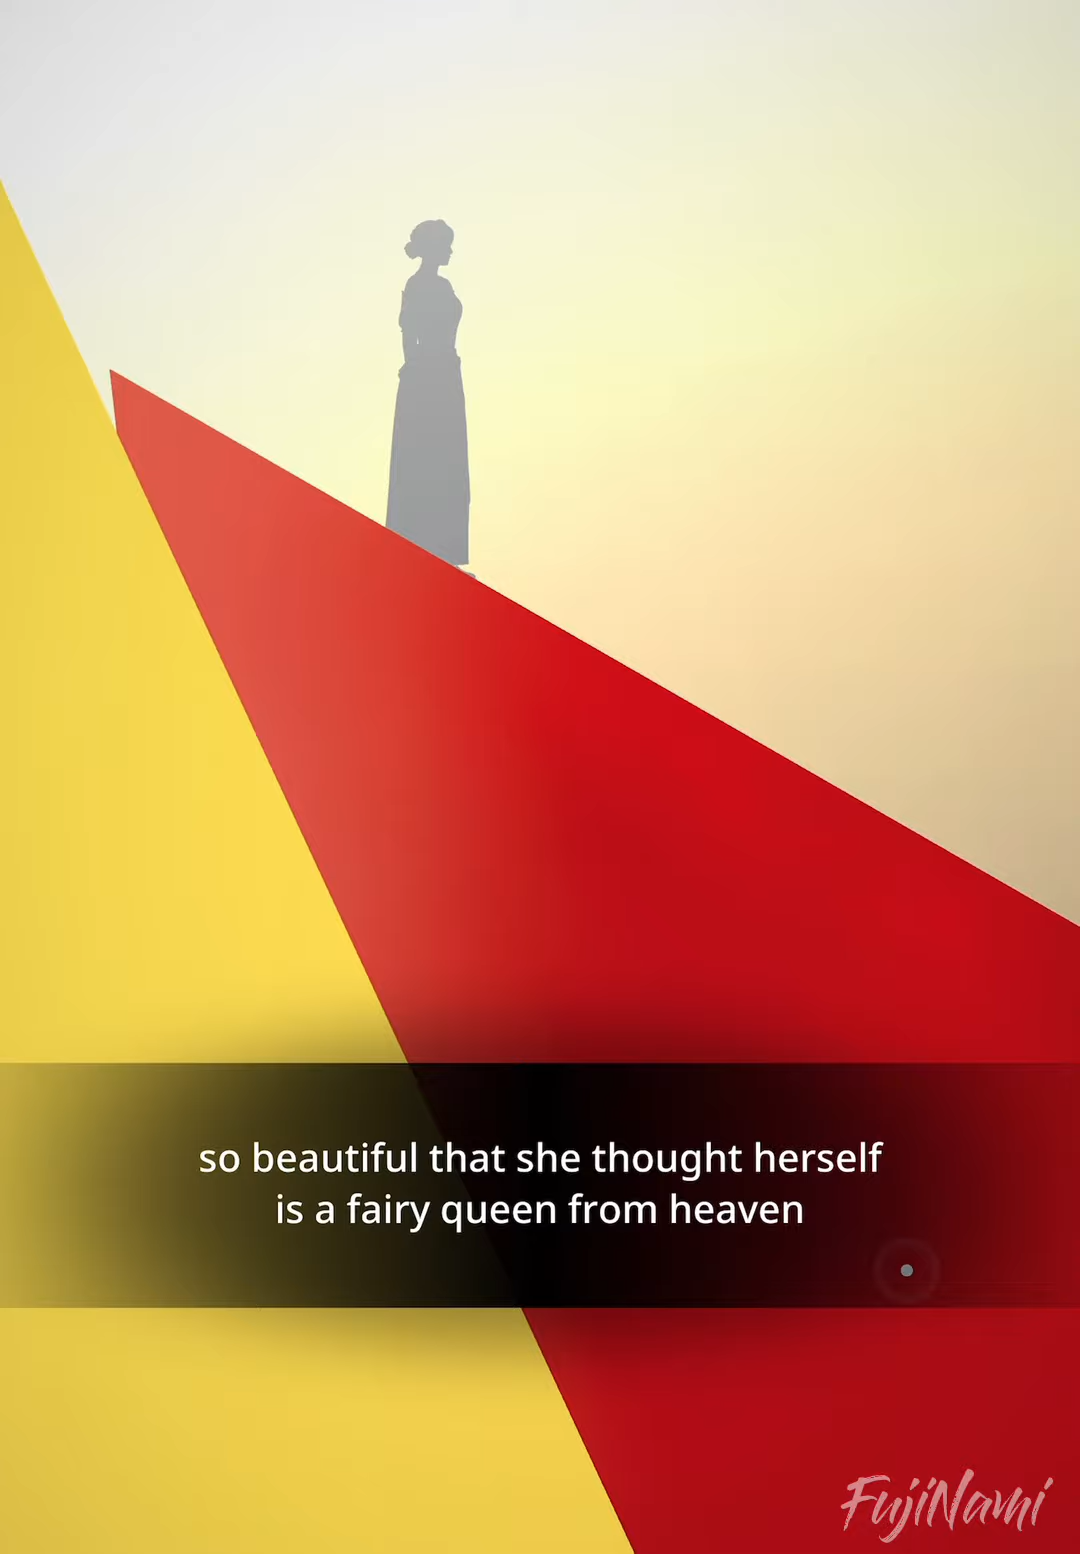 so beautiful that she thought herself
is a fairy queen from heaven
FujiNami